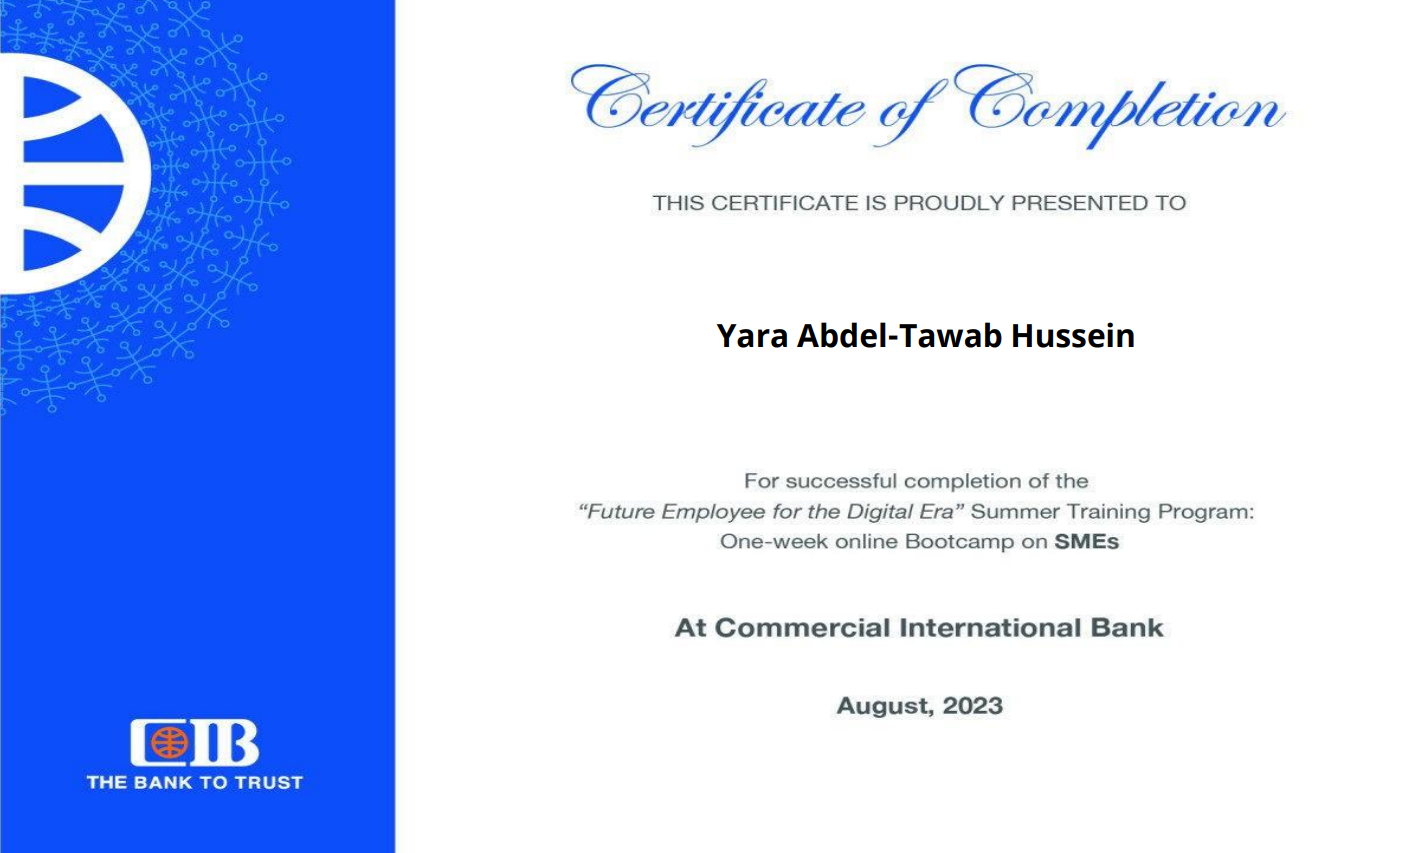 Certificate of Completion
THIS CERTIFICATE IS PROUDLY PRESENTED TO
Yara Abdel-Tawab Hussein
For successful completion of the
“Future Employee for the Digital Era” Summer Training Program:
One-week online Bootcamp on SMEs
At Commercial International Bank
August, 2023
CIB
THE BANK TO TRUST